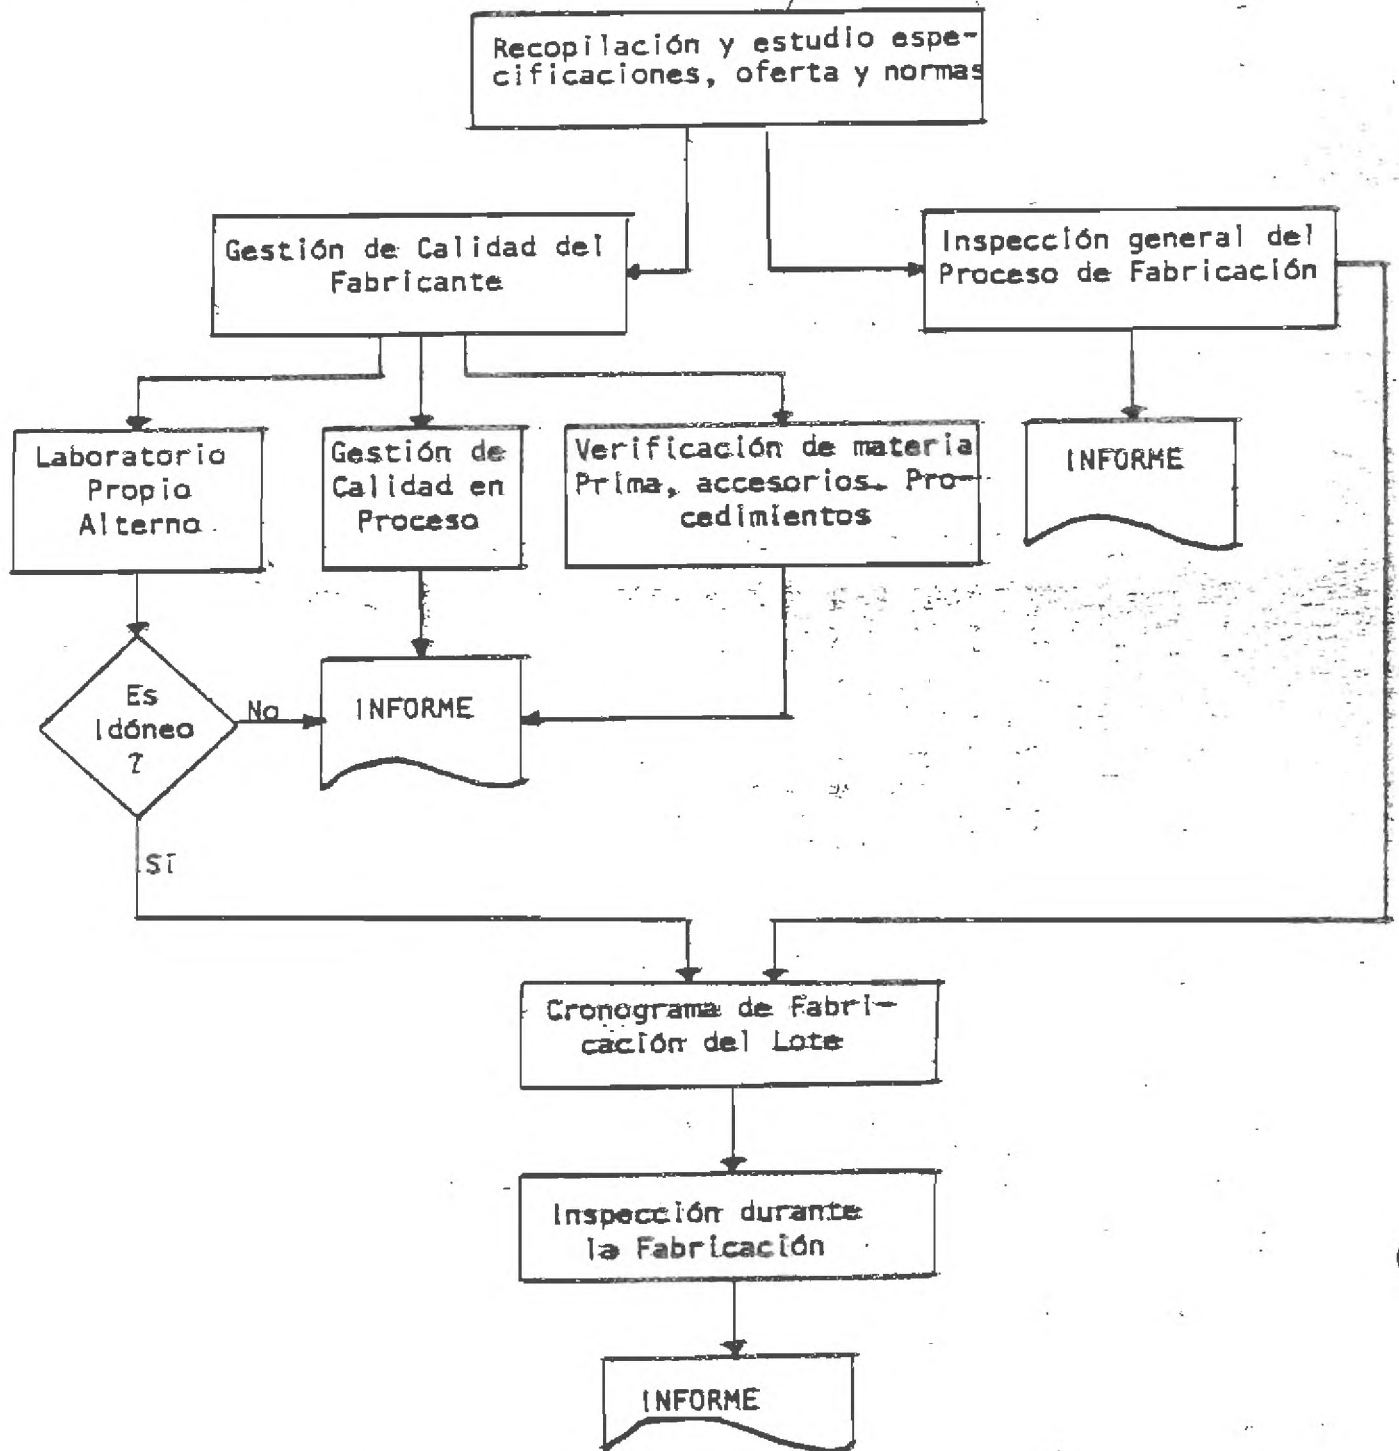 Recopilación y estudio espe-
cificaciones, oferta y normas
Gestión de Calidad del
Fabricante
Inspección general del
Proceso de Fabricación
Laboratorio
Propio
Alterno
Gestión de
Calidad en
Proceso
Verificación de materia
Prima, accesorios. Pro-
cedimientos
INFORME
Es
Idóneo
?
No
INFORME
Sí
Cronograma de Fabri-
cación del Lote
Inspección durante
la Fabricación
INFORME